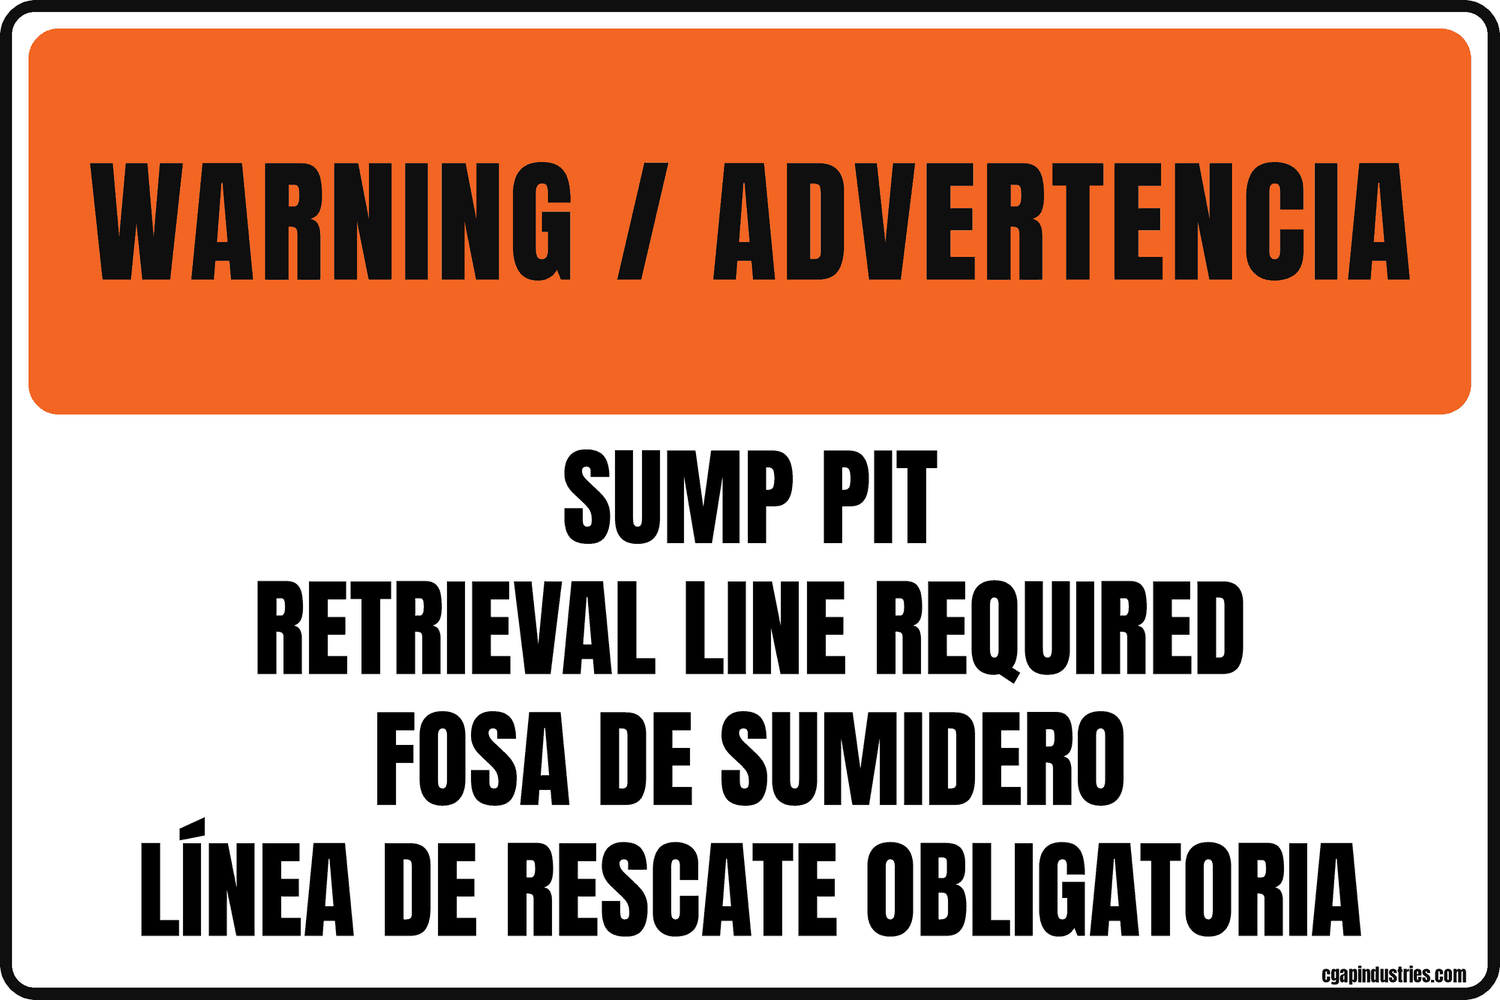 WARNING / ADVERTENCIA
SUMP PIT
RETRIEVAL LINE REQUIRED
FOSA DE SUMIDERO
LÍNEA DE RESCATE OBLIGATORIA
cgapindustries.com